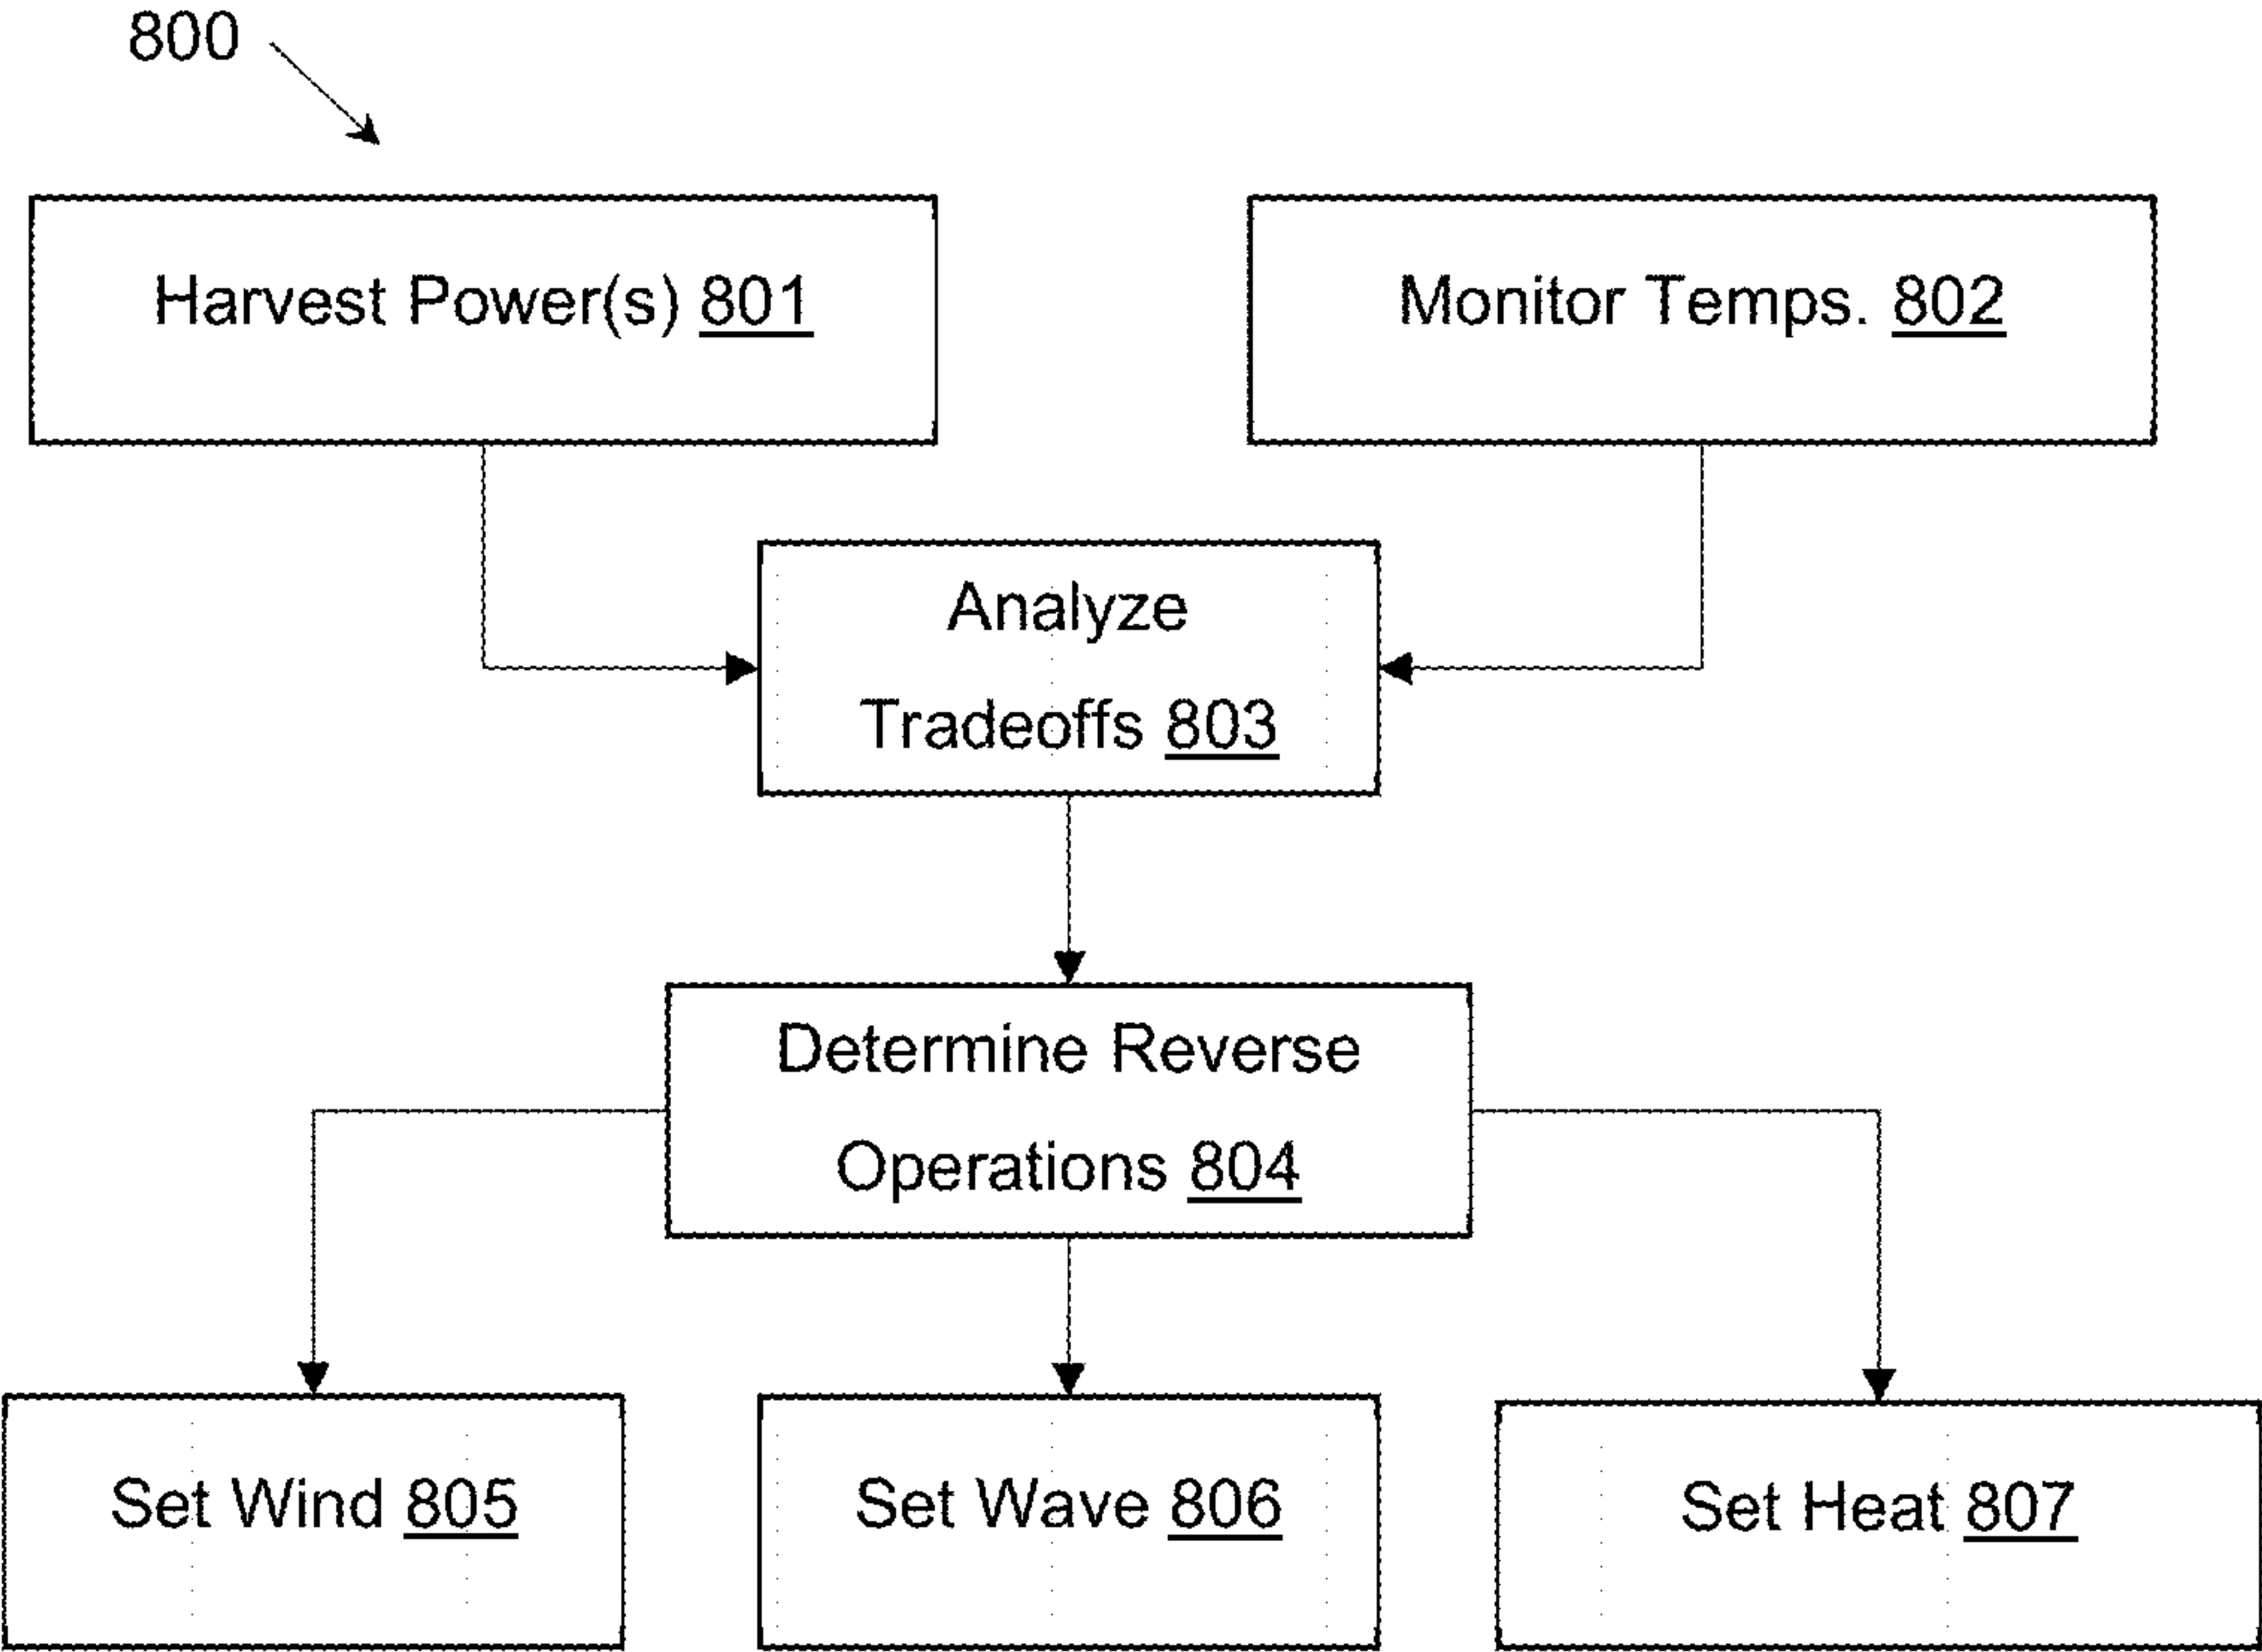 800
Harvest Power(s) 801
Monitor Temps. 802
Analyze
Tradeoffs 803
Determine Reverse
Operations 804
Set Wind 805
Set Wave 806
Set Heat 807